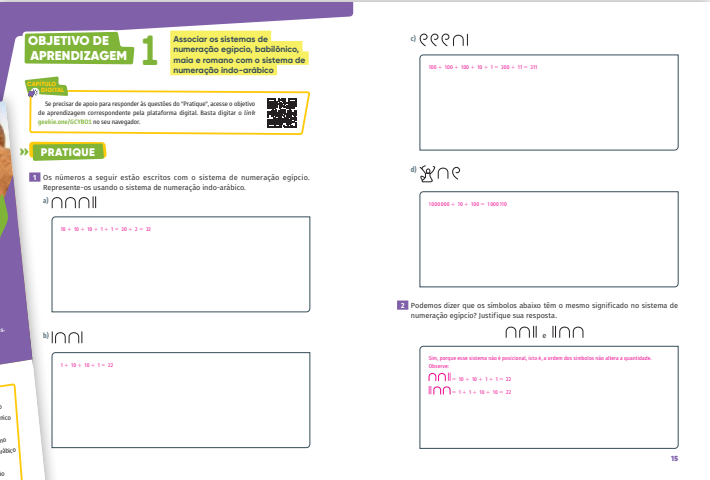 OBJETIVO DE
APRENDIZAGEM
1
Associar os sistemas de
numeração egípcio, babilônico,
maia e romano com o sistema de
numeração indo-arábico
CAPÍTULO
DIGITAL
Se precisar de apoio para responder às questões do "Pratique", acesse o objetivo
de aprendizagem correspondente pela plataforma digital. Basta digitar o link
geekie.one/GCYBO1 no seu navegador.
PRATIQUE
1 Os números a seguir estão escritos com o sistema de numeração egípcio.
Represente-os usando o sistema de numeração indo-arábico.
a)
10 + 10 + 10 + 1 + 1 = 30 + 2 = 32
b)
1 + 10 + 10 + 1 = 22
c)
100 + 100 + 100 + 10 + 1 = 300 + 11 = 311
d)
1000000 + 10 + 100 = 1000110
2 Podemos dizer que os símbolos abaixo têm o mesmo significado no sistema de
numeração egípcio? Justifique sua resposta.
e
Sim, porque esse sistema não é posicional, isto é, a ordem dos símbolos não altera a quantidade.
Observe:
= 10 + 10 + 1 + 1 = 22
= 1 + 1 + 10 + 10 = 22
15